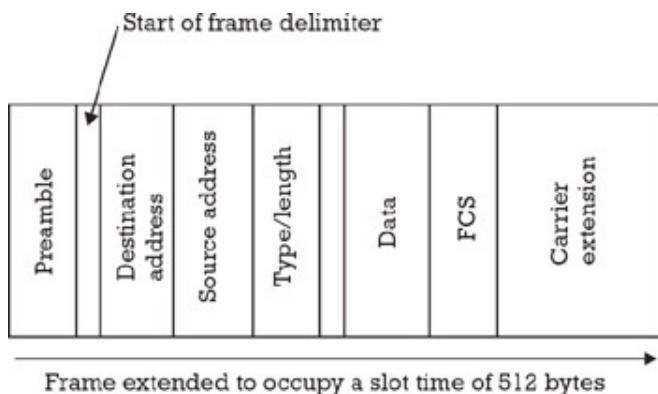 Start of frame delimiter
Preamble
Destination
address
Source address
Type/length
Data
FCS
Carrier
extension
Frame extended to occupy a slot time of 512 bytes